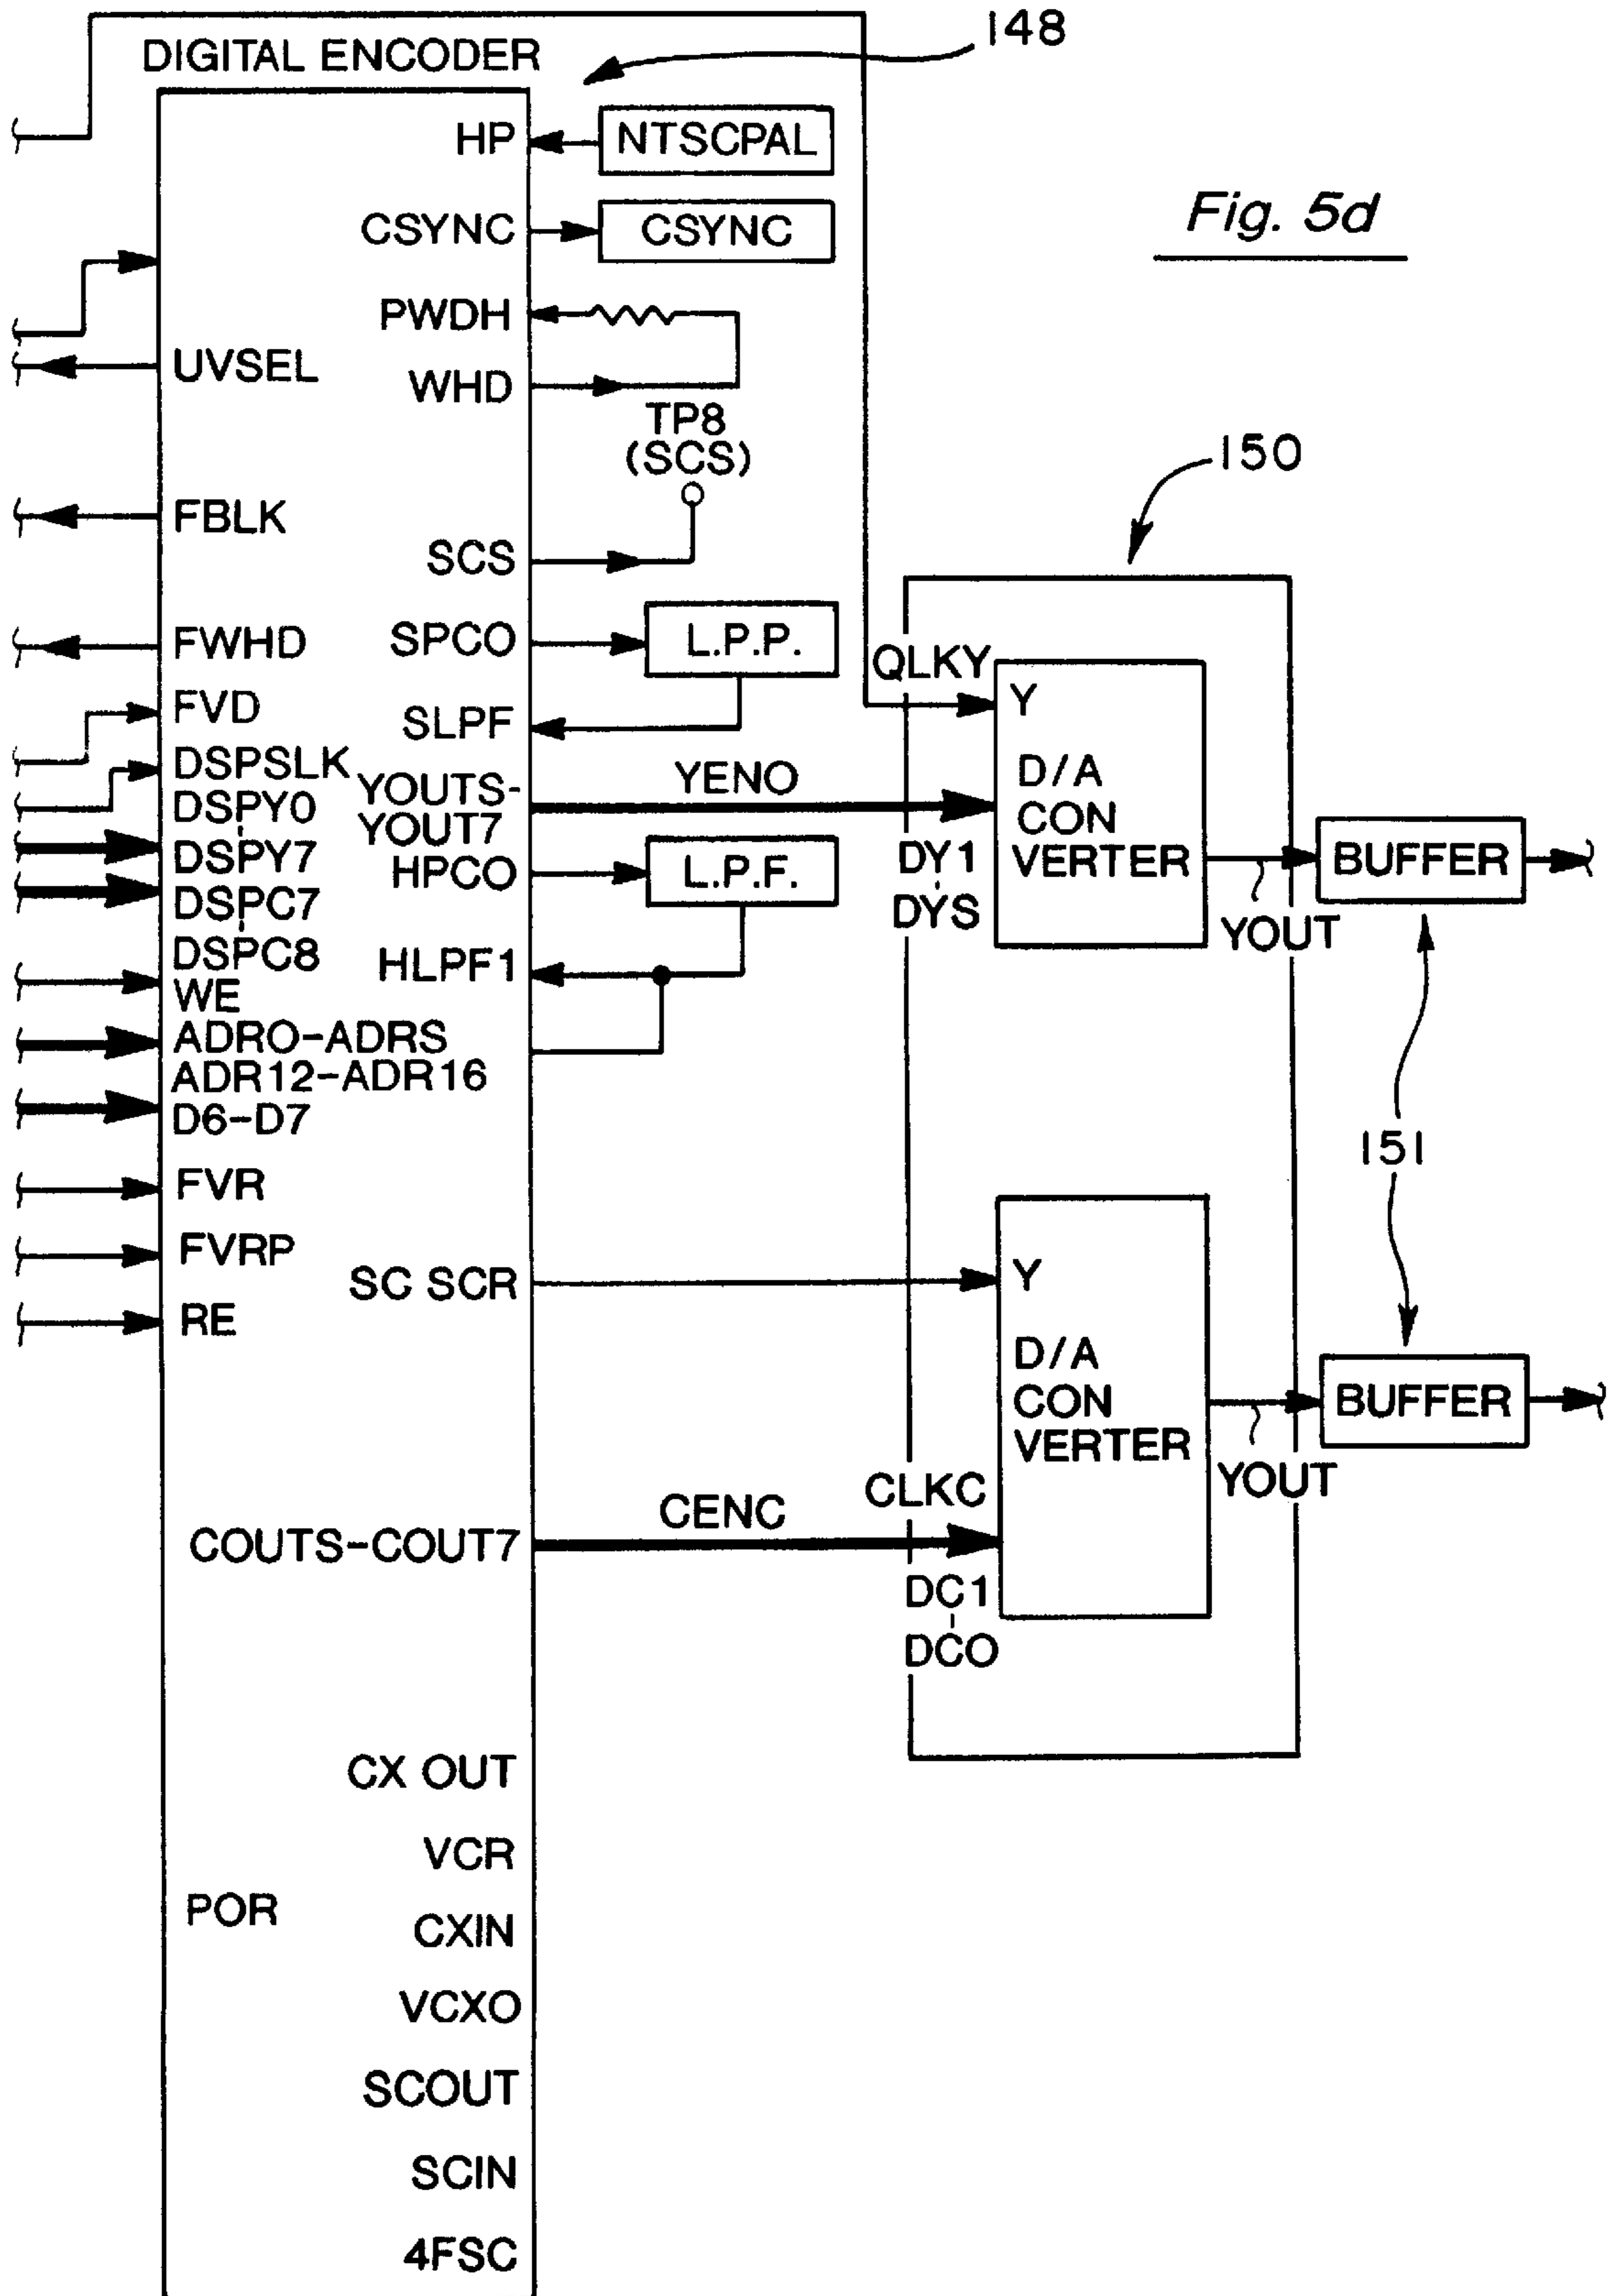 DIGITAL ENCODER
148
Fig. 5d
HP
NTSCPAL
CSYNC
CSYNC
PWDH
UVSEL
WHD
TP8
(SCS)
150
FBLK
SCS
FWHD
SPCO
L.P.P.
QLKY
Y
FVD
SLPF
DSPSLK
DSPY0
DSPY7
YOUTS-
YOUT7
YENO
D/A
CON
VERTER
DY1
DYS
BUFFER
YOUT
DSPC7
DSPC8
HPCO
L.P.F.
WE
HLPF1
ADRO-ADRS
ADR12-ADR16
D6-D7
151
FVR
FVRP
SC SCR
Y
RE
D/A
CON
VERTER
BUFFER
YOUT
CLKC
CENC
COUTS-COUT7
DC1
DCO
CX OUT
VCR
POR
CXIN
VCXO
SCOUT
SCIN
4FSC